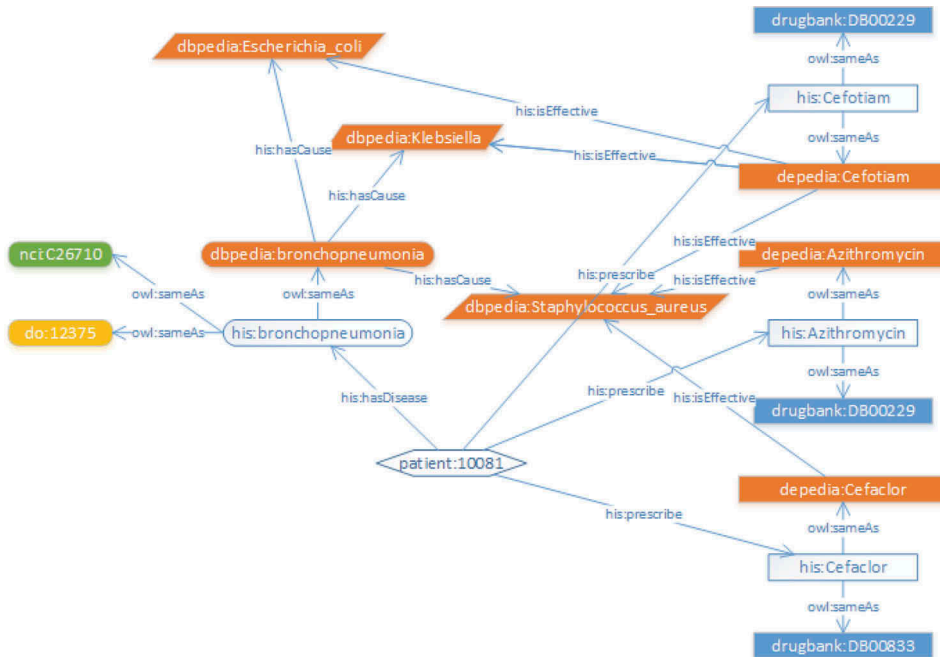 drugbank:DB00229
owl:sameAs
dbpedia:Escherichia_coli
his:Cefotiam
his:isEffective
owl:sameAs
dbpedia:Klebsiella
his:hasCause
his:isEffective
depedia:Cefotiam
his:hasCause
his:isEffective
nci:C26710
dbpedia:bronchopneumonia
depedia:Azithromycin
his:prescribe
his:isEffective
his:hasCause
owl:sameAs
owl:sameAs
owl:sameAs
dbpedia:Staphylococcus_aureus
do:12375
owl:sameAs
his:bronchopneumonia
his:Azithromycin
owl:sameAs
his:prescribe
his:hasDisease
his:isEffective
drugbank:DB00229
patient:10081
depedia:Cefaclor
his:prescribe
owl:sameAs
his:Cefaclor
owl:sameAs
drugbank:DB00833